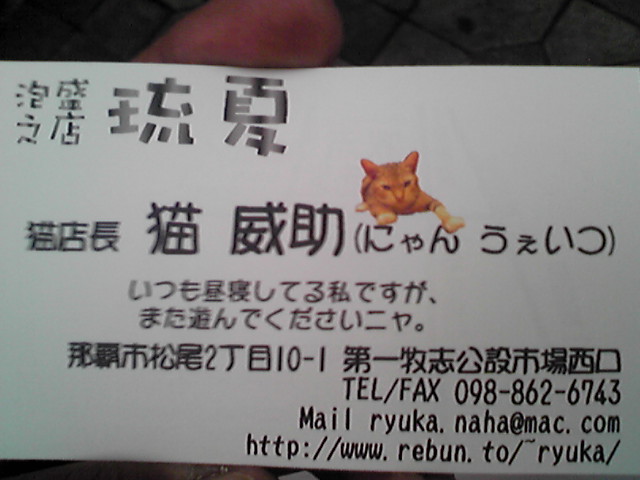 泡盛之店 琉夏
猫店長 猫 威助(にゃん うぇいつ)
いつも昼寝してる私ですが、
また遊んでくださいニャ。
那覇市松尾2丁目10-1 第一牧志公設市場西口
TEL/FAX 098-862-6743
Mail ryuka.naha@mac.com
http://www.rebun.to/~ryuka/